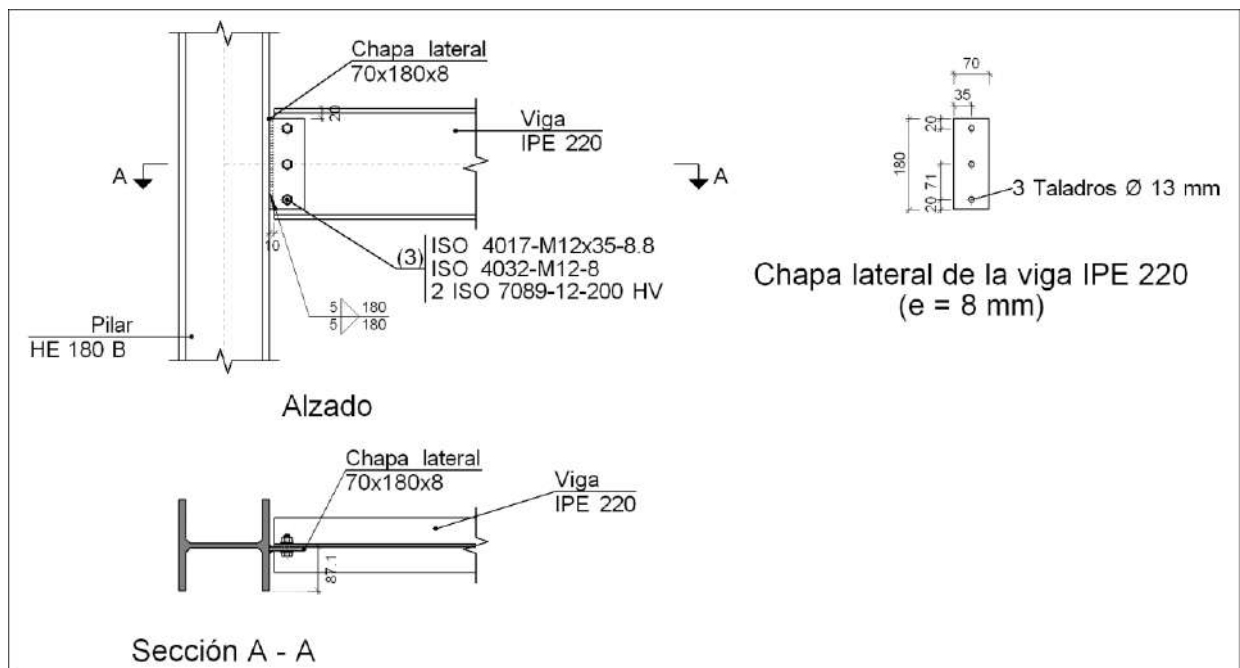 Chapa lateral
70x180x8
20
Viga
IPE 220
A
A
10
(3)
ISO 4017-M12x35-8.8
ISO 4032-M12-8
2 ISO 7089-12-200 HV
5 180
5 180
Pilar
HE 180 B
Alzado
70
35
20
180
71
20
3 Taladros Ø 13 mm
Chapa lateral de la viga IPE 220
(e = 8 mm)
Chapa lateral
70x180x8
Viga
IPE 220
87.1
Sección A - A